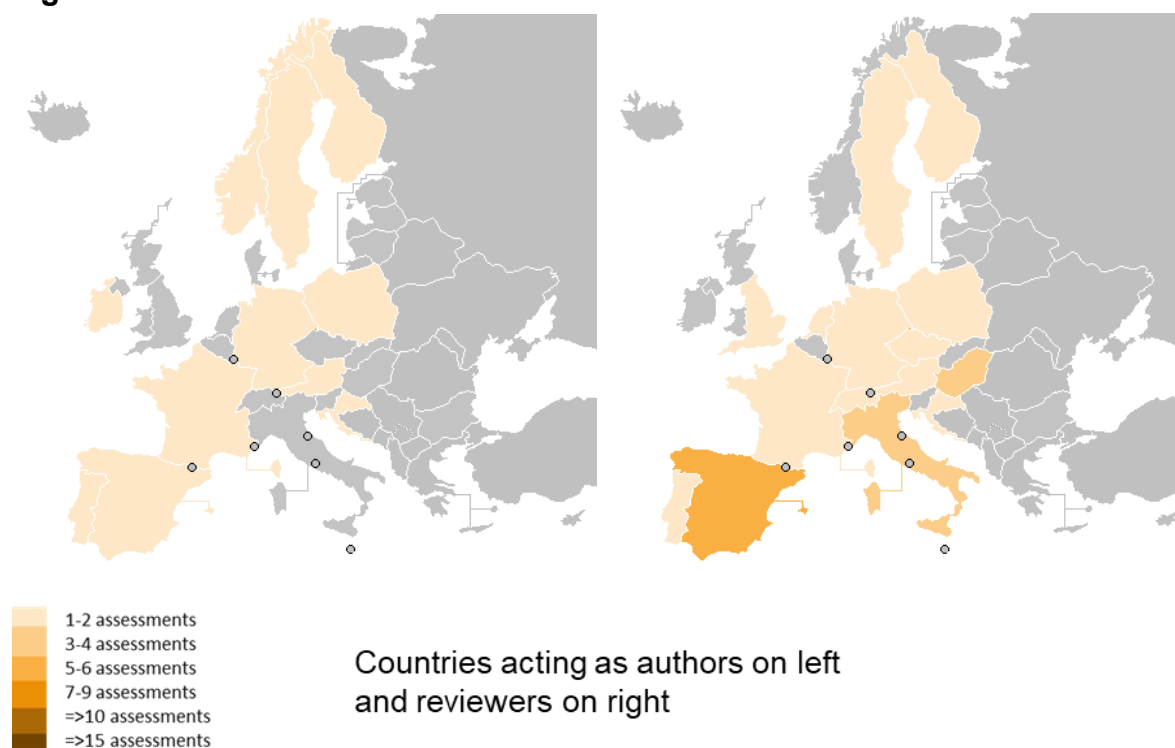 1-2 assessments
3-4 assessments
5-6 assessments
7-9 assessments
=>10 assessments
=>15 assessments
Countries acting as authors on left
and reviewers on right